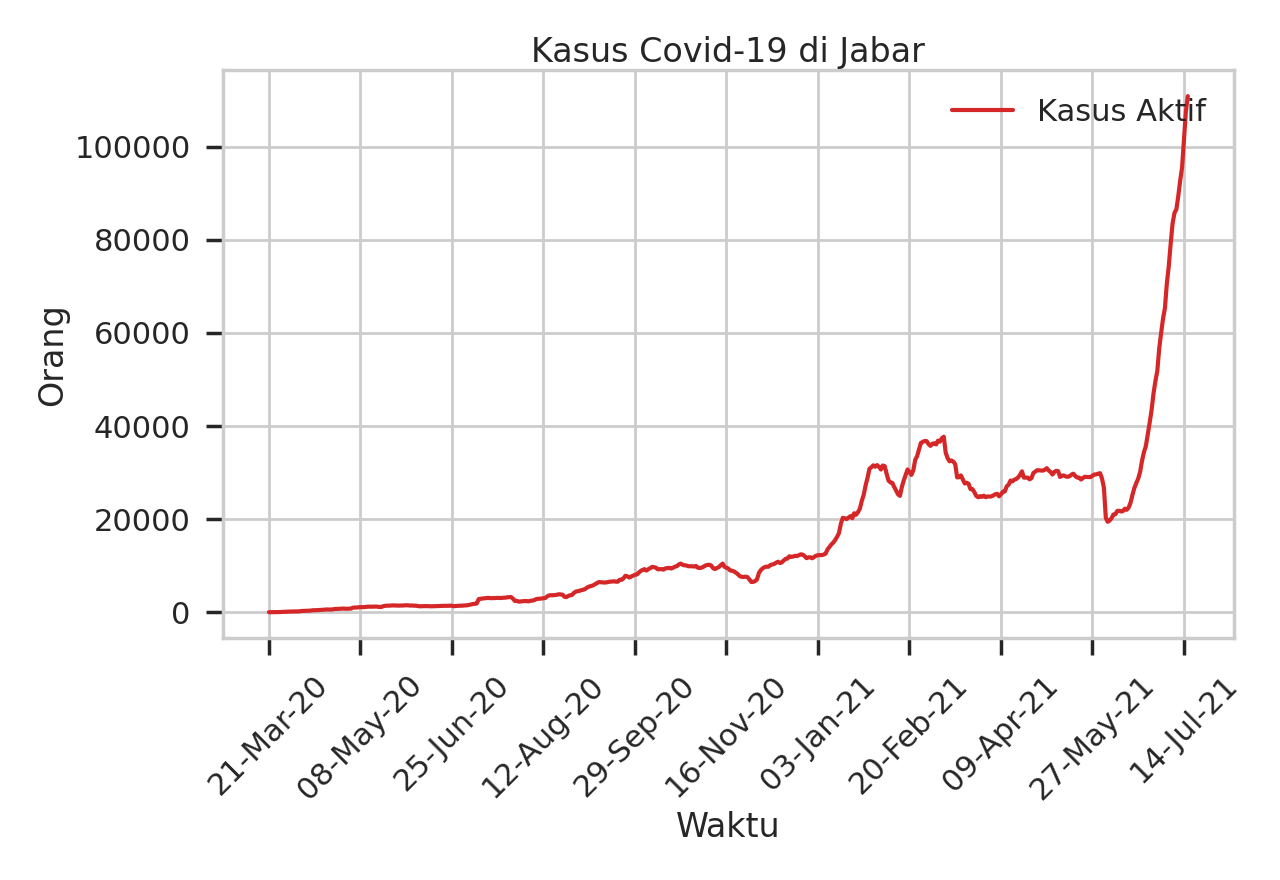 Kasus Covid-19 di Jabar
Kasus Aktif
100000
80000
60000
40000
20000
0
Orang
21-Mar-20
08-May-20
25-Jun-20
12-Aug-20
29-Sep-20
16-Nov-20
03-Jan-21
20-Feb-21
09-Apr-21
27-May-21
14-Jul-21
Waktu